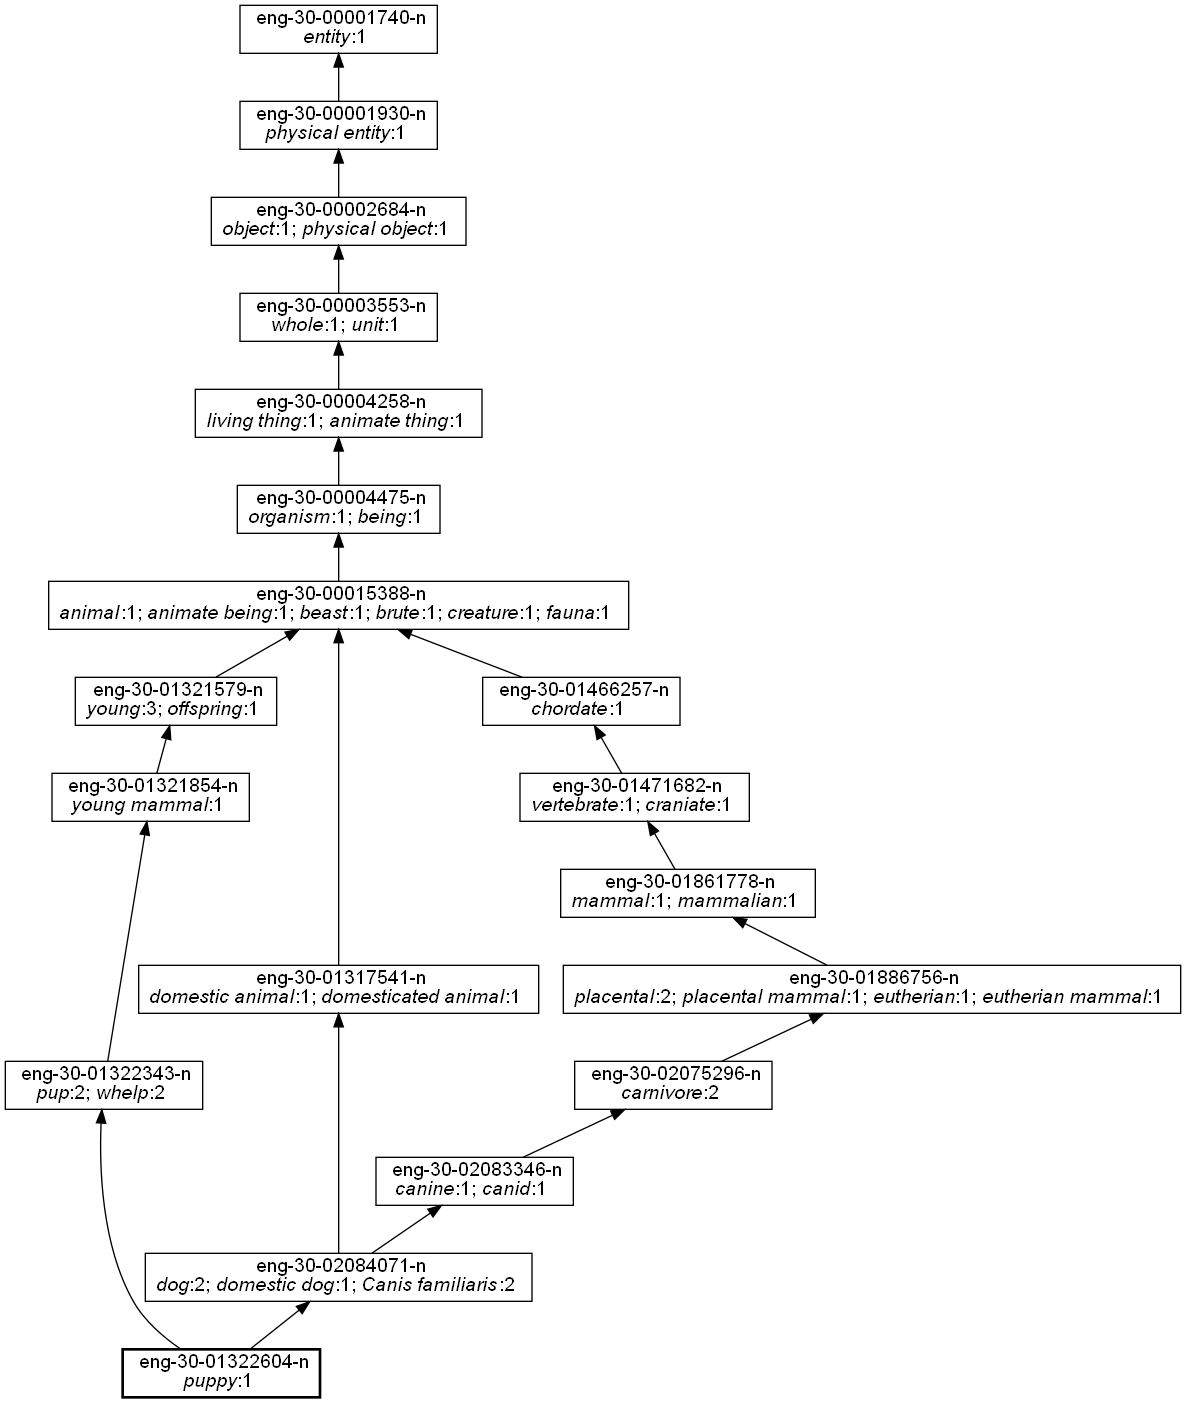 eng-30-00001740-n
entity:1
eng-30-00001930-n
physical entity:1
eng-30-00002684-n
object:1; physical object:1
eng-30-00003553-n
whole:1; unit:1
eng-30-00004258-n
living thing:1; animate thing:1
eng-30-00004475-n
organism:1; being:1
eng-30-00015388-n
animal:1; animate being:1; beast:1; brute:1; creature:1; fauna:1
eng-30-01321579-n
young:3; offspring:1
eng-30-01466257-n
chordate:1
eng-30-01321854-n
young mammal:1
eng-30-01471682-n
vertebrate:1; craniate:1
eng-30-01861778-n
mammal:1; mammalian:1
eng-30-01317541-n
domestic animal:1; domesticated animal:1
eng-30-01886756-n
placental:2; placental mammal:1; eutherian:1; eutherian mammal:1
eng-30-01322343-n
pup:2; whelp:2
eng-30-02075296-n
carnivore:2
eng-30-02083346-n
canine:1; canid:1
eng-30-02084071-n
dog:2; domestic dog:1; Canis familiaris:2
eng-30-01322604-n
puppy:1